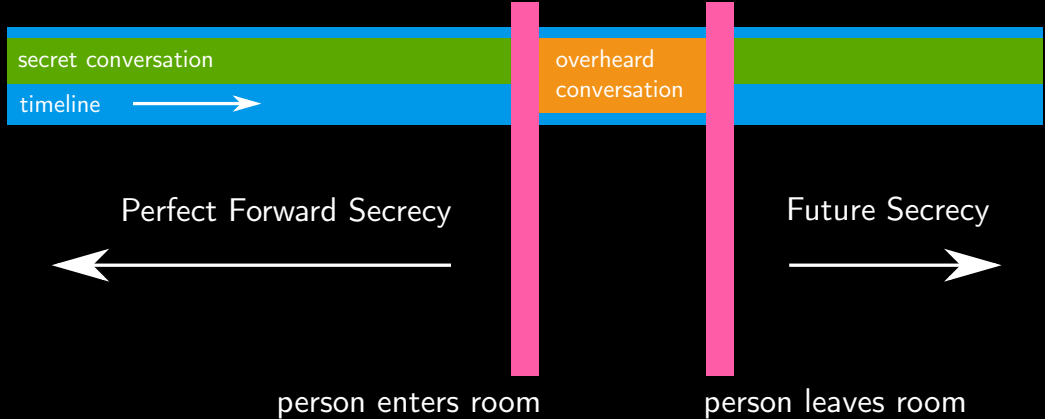 secret conversation
overheard
conversation
timeline
Perfect Forward Secrecy
Future Secrecy
person enters room
person leaves room